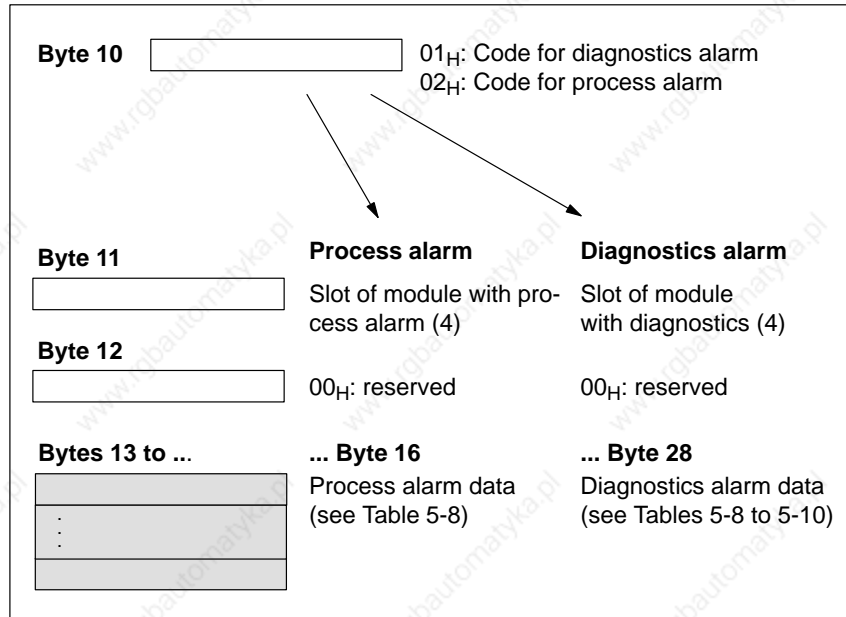 Byte 10
01H: Code for diagnostics alarm
02H: Code for process alarm
Byte 11
Process alarm
Diagnostics alarm
Slot of module with pro-
cess alarm (4)
Slot of module
with diagnostics (4)
Byte 12
00H: reserved
00H: reserved
Bytes 13 to ...
... Byte 16
... Byte 28
Process alarm data
(see Table 5-8)
Diagnostics alarm data
(see Tables 5-8 to 5-10)
.
.
.
www.rgbautomatyka.pl